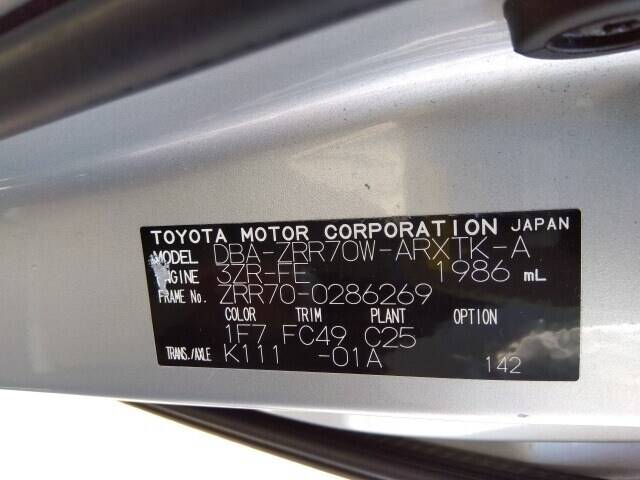 TOYOTA MOTOR CORPORATION JAPAN
MODEL DBA-ZRR70W-ARXTK-A
ENGINE 3ZR-FE 1986 mL
FRAME No. ZRR70-0286269
COLOR TRIM PLANT OPTION
1F7 FC49 C25
TRANS./AXLE K111 -01A
142